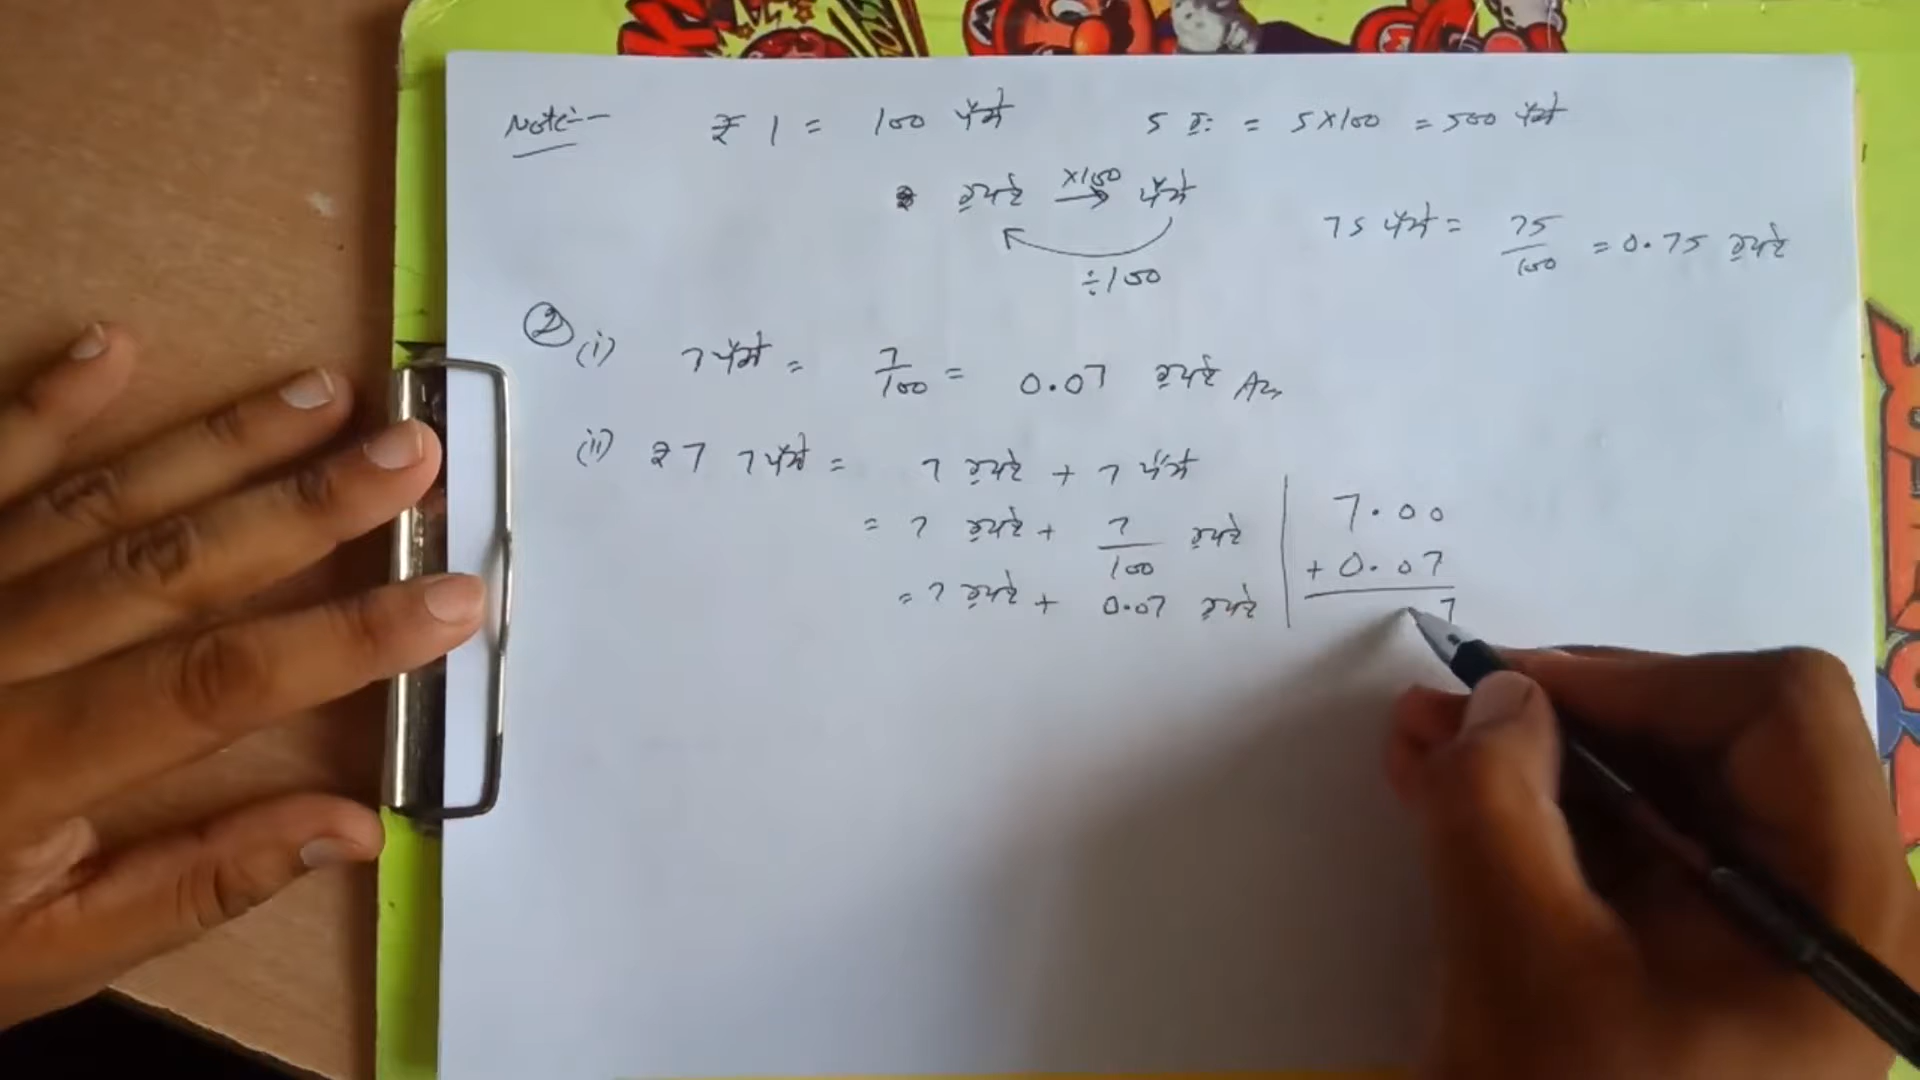 Note:- ₹ 1 = 100 पैसे 5 रु: = 5×100 = 500 पैसे
रुपये ×100 → पैसे
÷100
75 पैसे = 75/100 = 0.75 रुपये
② (i) 7 पैसे = 7/100 = 0.07 रुपये Ans
(ii) ₹ 7 7 पैसे = 7 रुपये + 7 पैसे
= 7 रुपये + 7/100 रुपये
= 7 रुपये + 0.07 रुपये
7.00
+ 0.07
7